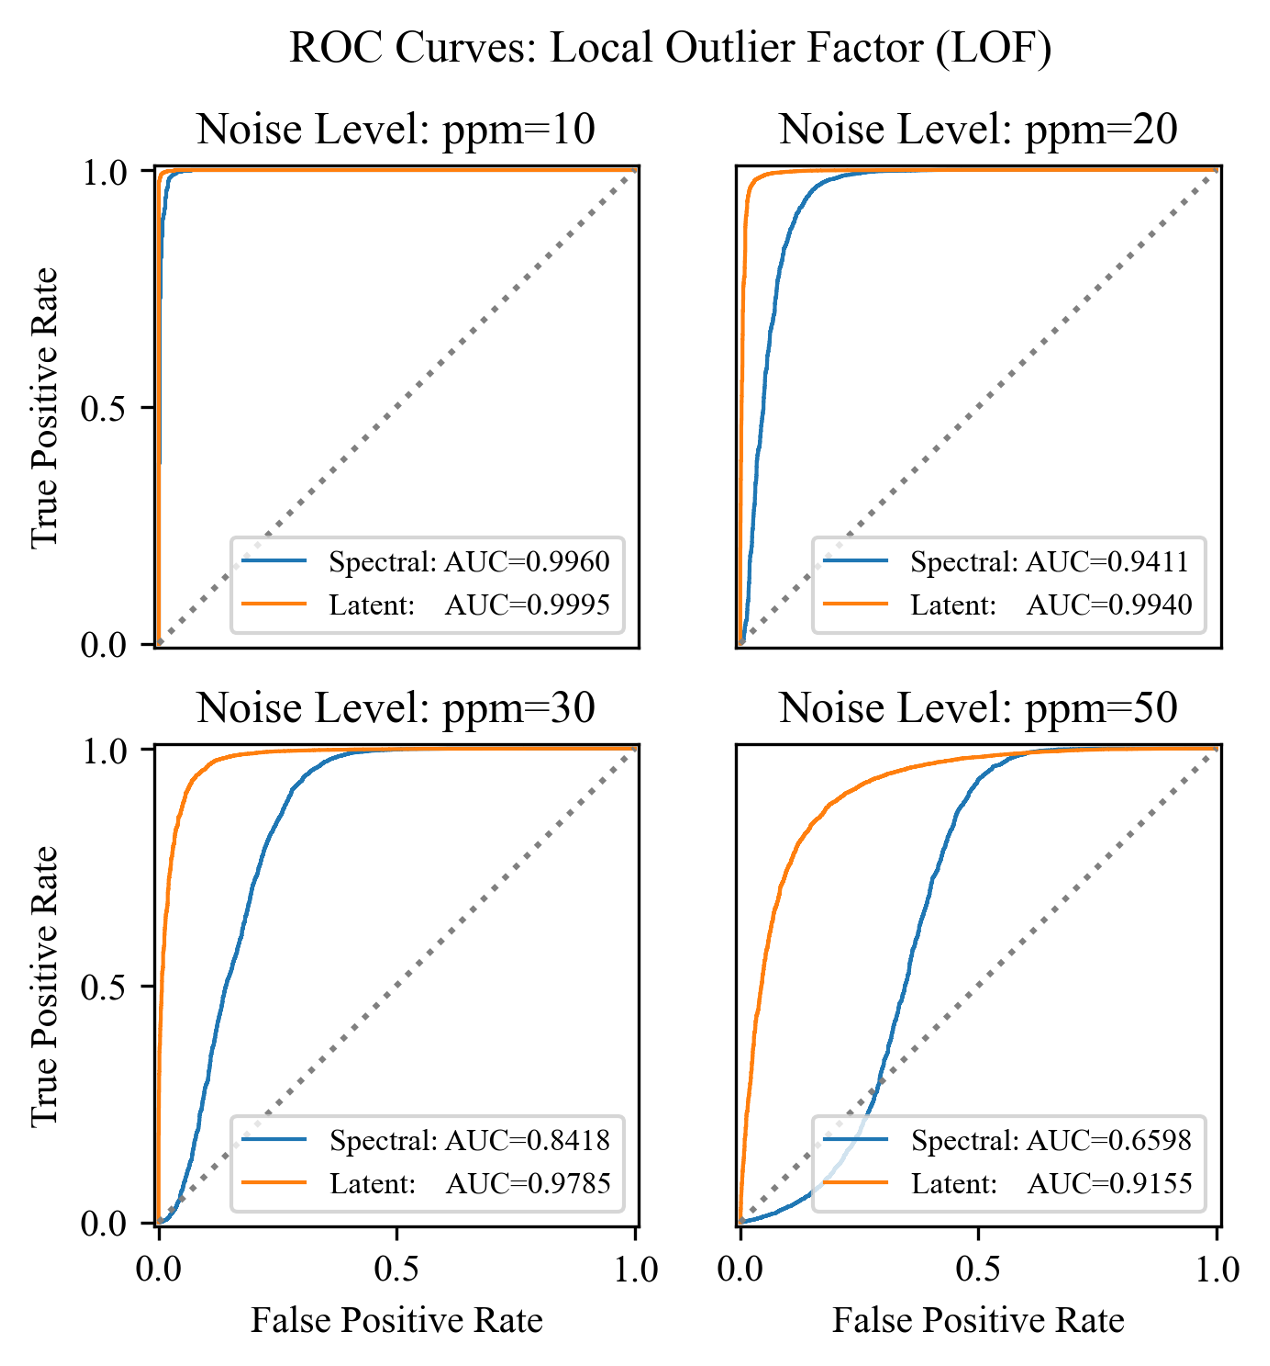 ROC Curves: Local Outlier Factor (LOF)
Noise Level: ppm=10
True Positive Rate
1.0
0.5
0.0
Spectral: AUC=0.9960
Latent: AUC=0.9995
Noise Level: ppm=20
Spectral: AUC=0.9411
Latent: AUC=0.9940
Noise Level: ppm=30
True Positive Rate
1.0
0.5
0.0
Spectral: AUC=0.8418
Latent: AUC=0.9785
0.0 0.5 1.0
False Positive Rate
Noise Level: ppm=50
Spectral: AUC=0.6598
Latent: AUC=0.9155
0.0 0.5 1.0
False Positive Rate